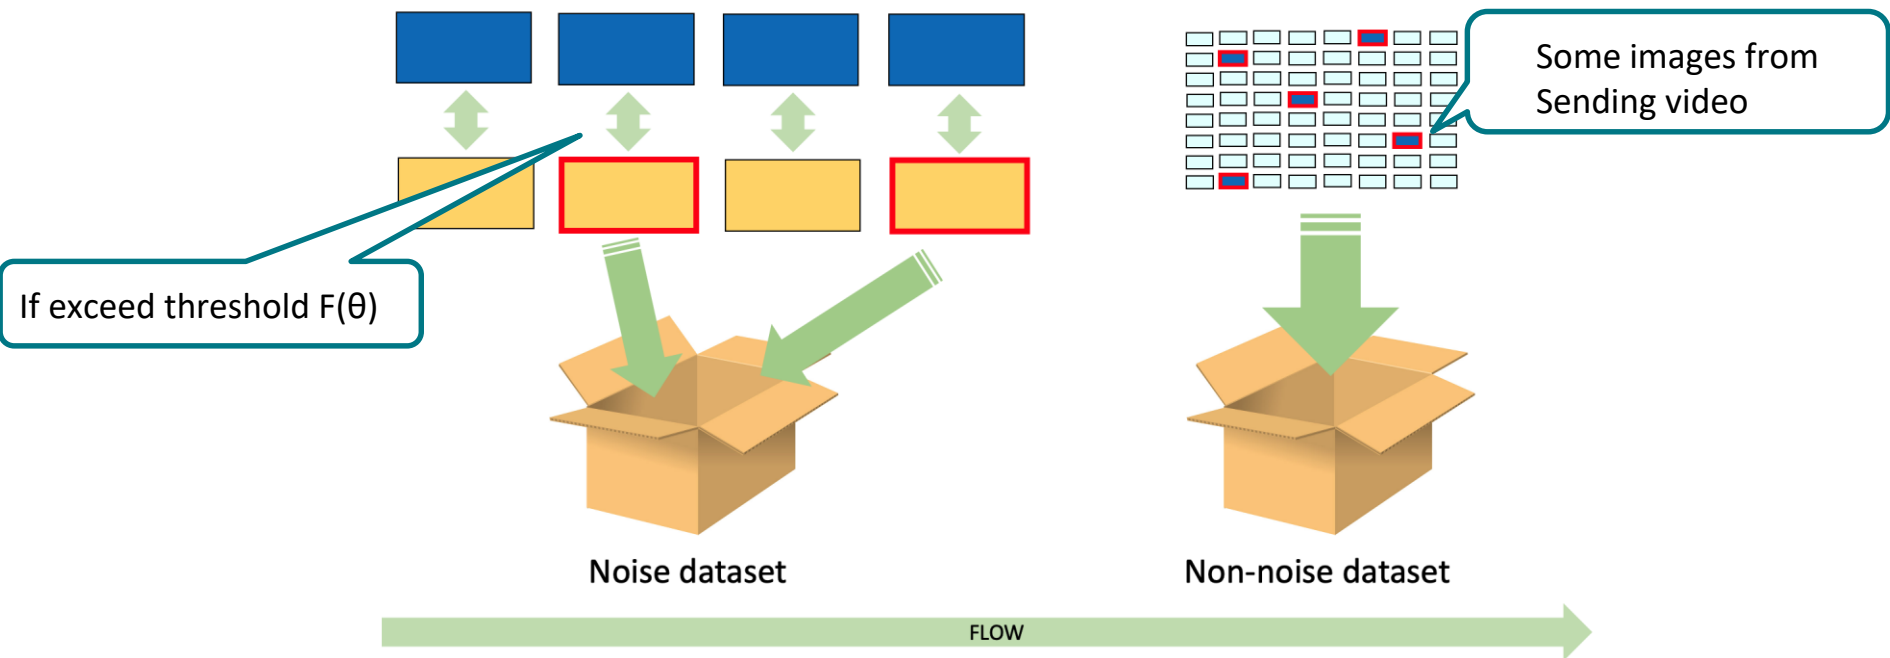 Some images from
Sending video
If exceed threshold F(θ)
Noise dataset
Non-noise dataset
FLOW